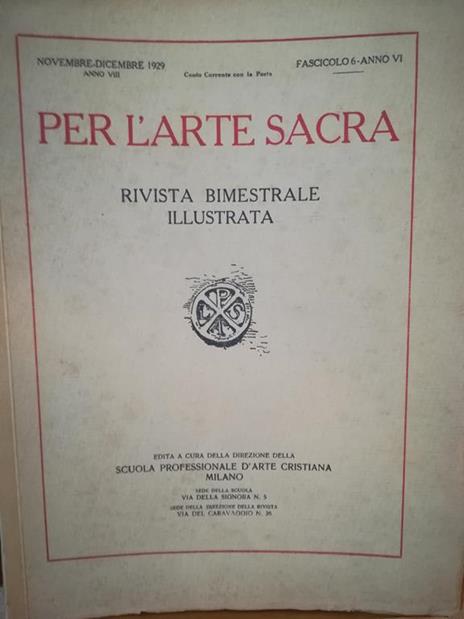 NOVEMBRE-DICEMBRE 1929
ANNO VIII
Conto Corrente con la Posta
FASCICOLO 6 - ANNO VI
PER L'ARTE SACRA
RIVISTA BIMESTRALE
ILLUSTRATA
P
L S
A
EDITA A CURA DELLA DIREZIONE DELLA
SCUOLA PROFESSIONALE D'ARTE CRISTIANA
MILANO
SEDE DELLA SCUOLA
VIA DELLA SIGNORA N. 5
SEDE DELLA DIREZIONE DELLA RIVISTA
VIA DEL CARAVAGGIO N. 26